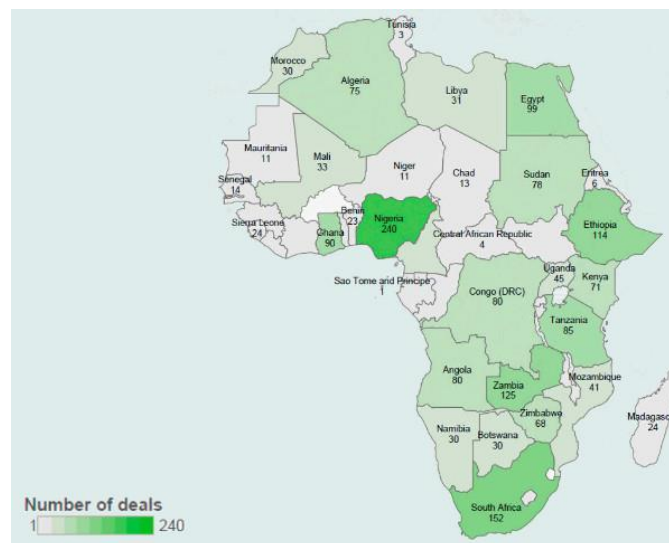 Tunisia
3
Morocco
30
Algeria
75
Libya
31
Egypt
99
Mauritania
11
Mali
33
Niger
11
Chad
13
Sudan
78
Eritrea
6
Senegal
14
Sierra Leone
24
Ghana
90
Benin
23
Nigeria
240
Central African Republic
4
Ethiopia
114
Sao Tome and Principe
1
Congo (DRC)
80
Uganda
45
Kenya
71
Tanzania
85
Angola
80
Zambia
125
Mozambique
41
Zimbabwe
68
Madagasc
24
Namibia
30
Botswana
30
South Africa
152
Number of deals
1 240